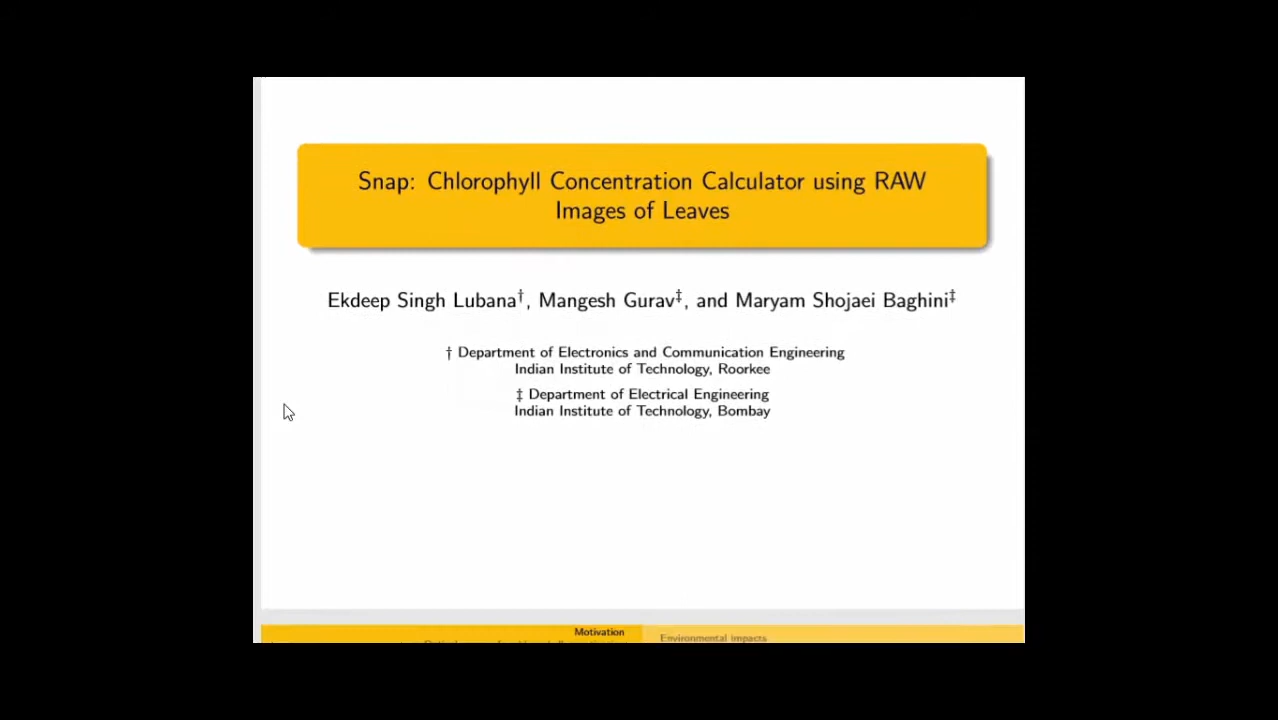 Snap: Chlorophyll Concentration Calculator using RAW
Images of Leaves
Ekdeep Singh Lubana†, Mangesh Gurav‡, and Maryam Shojaei Baghini‡
† Department of Electronics and Communication Engineering
Indian Institute of Technology, Roorkee
‡ Department of Electrical Engineering
Indian Institute of Technology, Bombay
Motivation
Environmental impacts